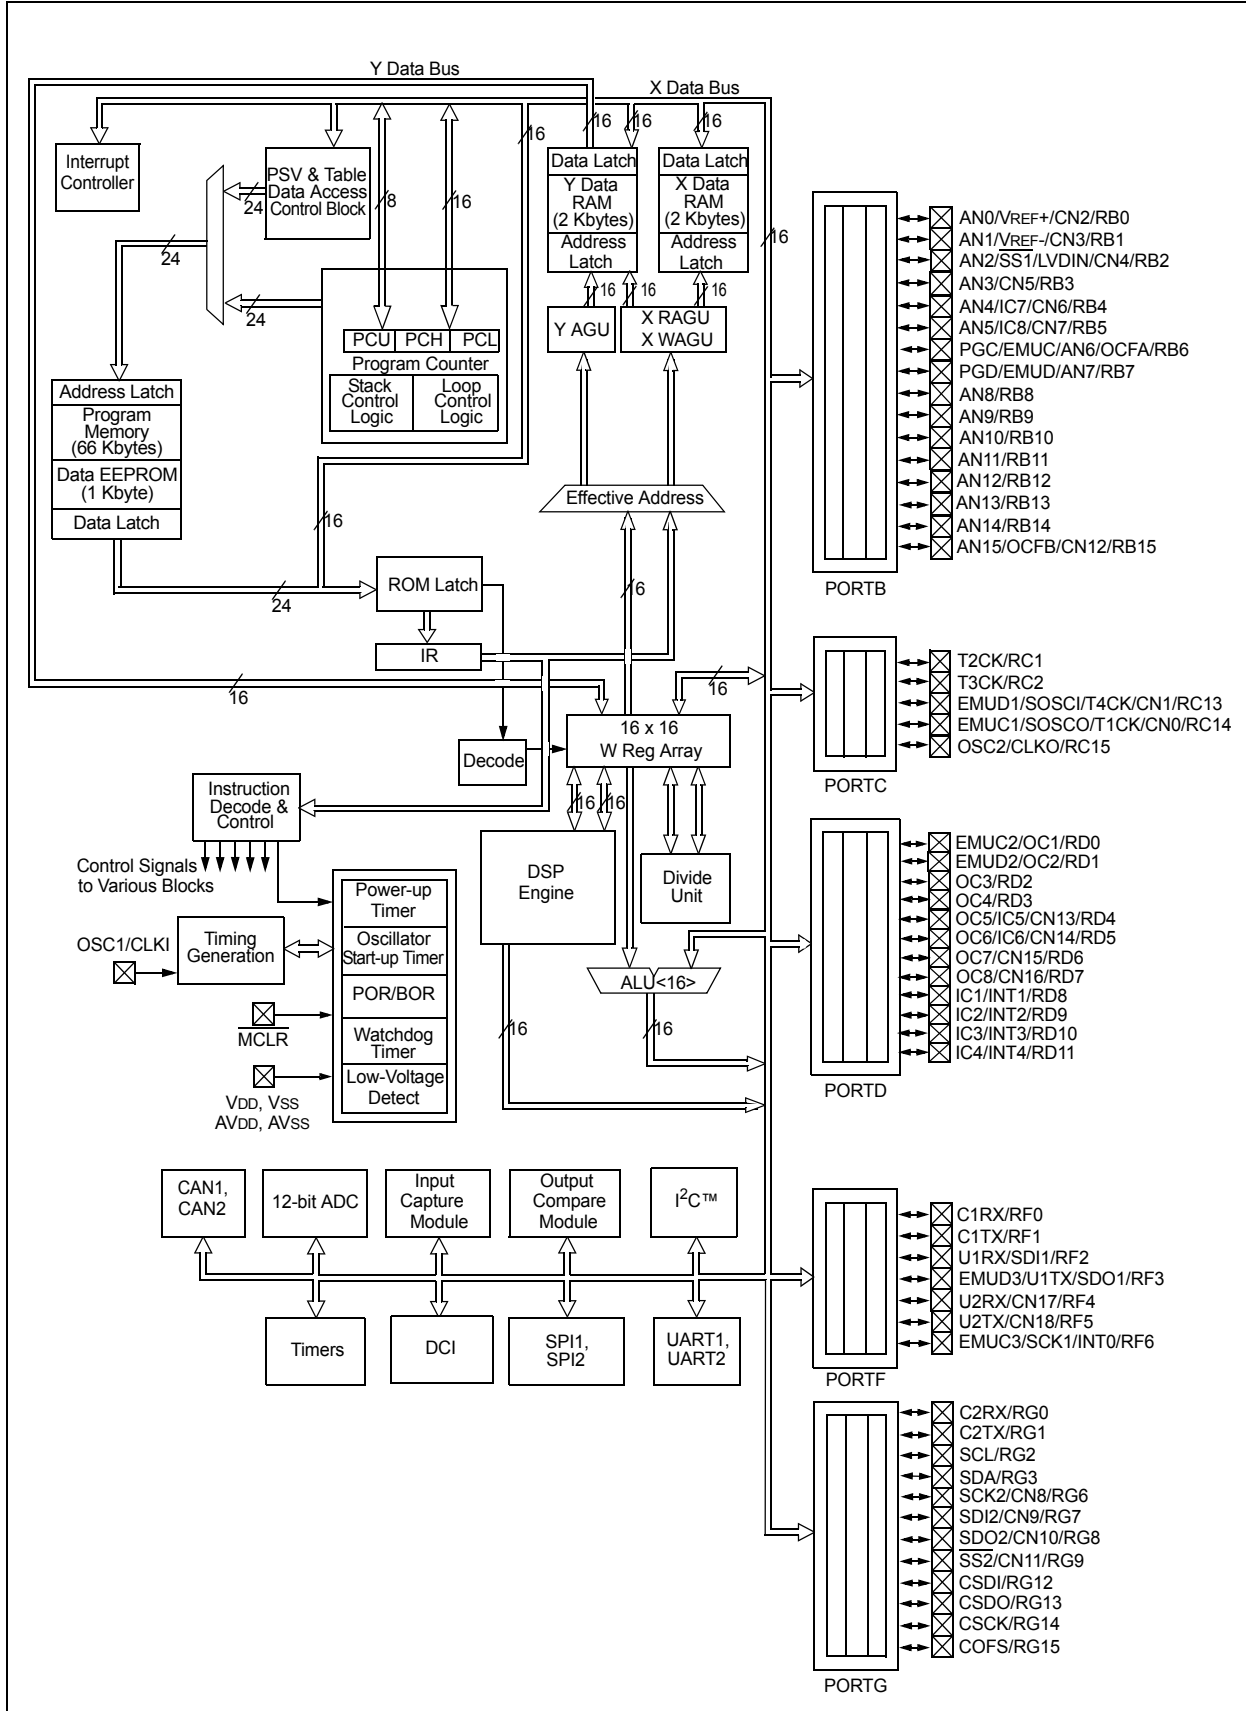 Y Data Bus
X Data Bus
16
16
16
16
Interrupt
Controller
PSV & Table
Data Access
Control Block
24
8
16
Data Latch
Y Data
RAM
(2 Kbytes)
Address
Latch
Data Latch
X Data
RAM
(2 Kbytes)
Address
Latch
16
24
24
16
16
16
Y AGU
X RAGU
X WAGU
PCU
PCH
PCL
Program Counter
Stack
Control
Logic
Loop
Control
Logic
Address Latch
Program
Memory
(66 Kbytes)
Data EEPROM
(1 Kbyte)
Data Latch
Effective Address
16
24
ROM Latch
16
IR
16
16
16 x 16
W Reg Array
Decode
Instruction
Decode &
Control
16
16
Control Signals
to Various Blocks
DSP
Engine
Divide
Unit
Power-up
Timer
Oscillator
Start-up Timer
POR/BOR
Watchdog
Timer
Low-Voltage
Detect
OSC1/CLKI
Timing
Generation
MCLR
VDD, VSS
AVDD, AVSS
ALU<16>
16
16
CAN1,
CAN2
12-bit ADC
Input
Capture
Module
Output
Compare
Module
I2C™
Timers
DCI
SPI1,
SPI2
UART1,
UART2
AN0/VREF+/CN2/RB0
AN1/VREF-/CN3/RB1
AN2/SS1/LVDIN/CN4/RB2
AN3/CN5/RB3
AN4/IC7/CN6/RB4
AN5/IC8/CN7/RB5
PGC/EMUC/AN6/OCFA/RB6
PGD/EMUD/AN7/RB7
AN8/RB8
AN9/RB9
AN10/RB10
AN11/RB11
AN12/RB12
AN13/RB13
AN14/RB14
AN15/OCFB/CN12/RB15
PORTB
T2CK/RC1
T3CK/RC2
EMUD1/SOSCI/T4CK/CN1/RC13
EMUC1/SOSCO/T1CK/CN0/RC14
OSC2/CLKO/RC15
PORTC
EMUC2/OC1/RD0
EMUD2/OC2/RD1
OC3/RD2
OC4/RD3
OC5/IC5/CN13/RD4
OC6/IC6/CN14/RD5
OC7/CN15/RD6
OC8/CN16/RD7
IC1/INT1/RD8
IC2/INT2/RD9
IC3/INT3/RD10
IC4/INT4/RD11
PORTD
C1RX/RF0
C1TX/RF1
U1RX/SDI1/RF2
EMUD3/U1TX/SDO1/RF3
U2RX/CN17/RF4
U2TX/CN18/RF5
EMUC3/SCK1/INT0/RF6
PORTF
C2RX/RG0
C2TX/RG1
SCL/RG2
SDA/RG3
SCK2/CN8/RG6
SDI2/CN9/RG7
SDO2/CN10/RG8
SS2/CN11/RG9
CSDI/RG12
CSDO/RG13
CSCK/RG14
COFS/RG15
PORTG